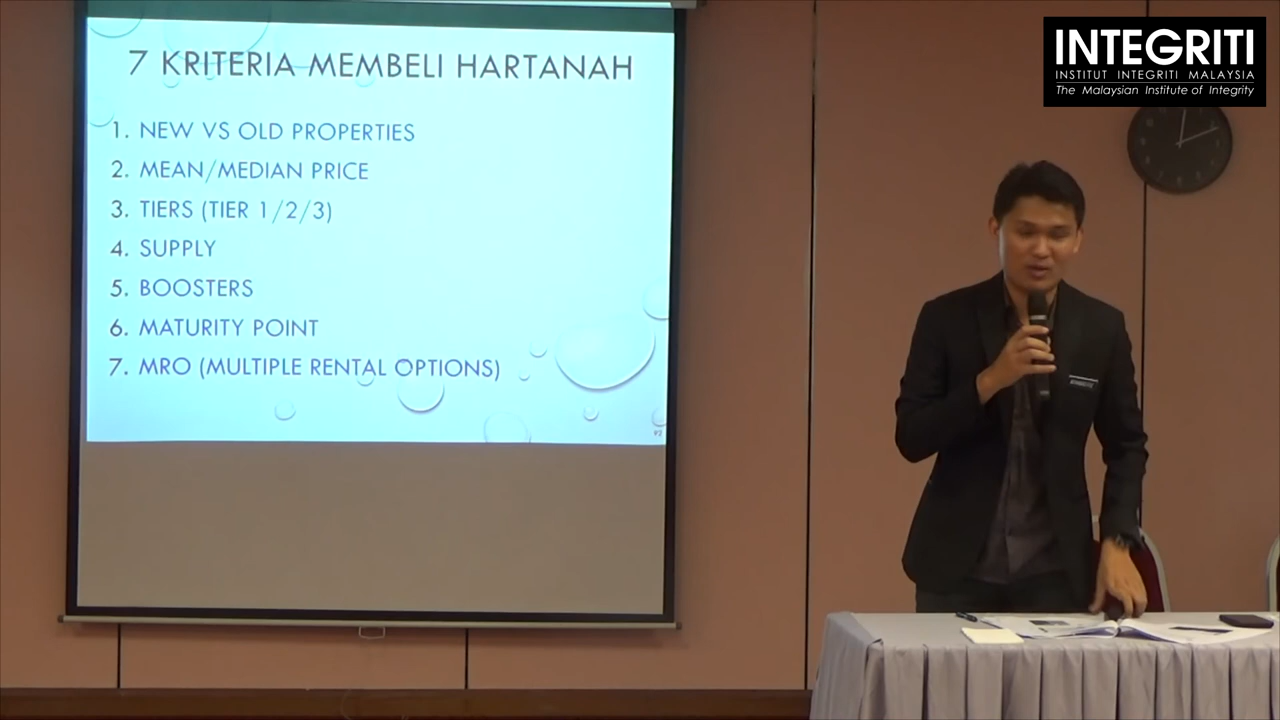 7 KRITERIA MEMBELI HARTANAH
1. NEW VS OLD PROPERTIES
2. MEAN/MEDIAN PRICE
3. TIERS (TIER 1/2/3)
4. SUPPLY
5. BOOSTERS
6. MATURITY POINT
7. MRO (MULTIPLE RENTAL OPTIONS)
92
INTEGRITI
INSTITUT INTEGRITI MALAYSIA
The Malaysian Institute of Integrity